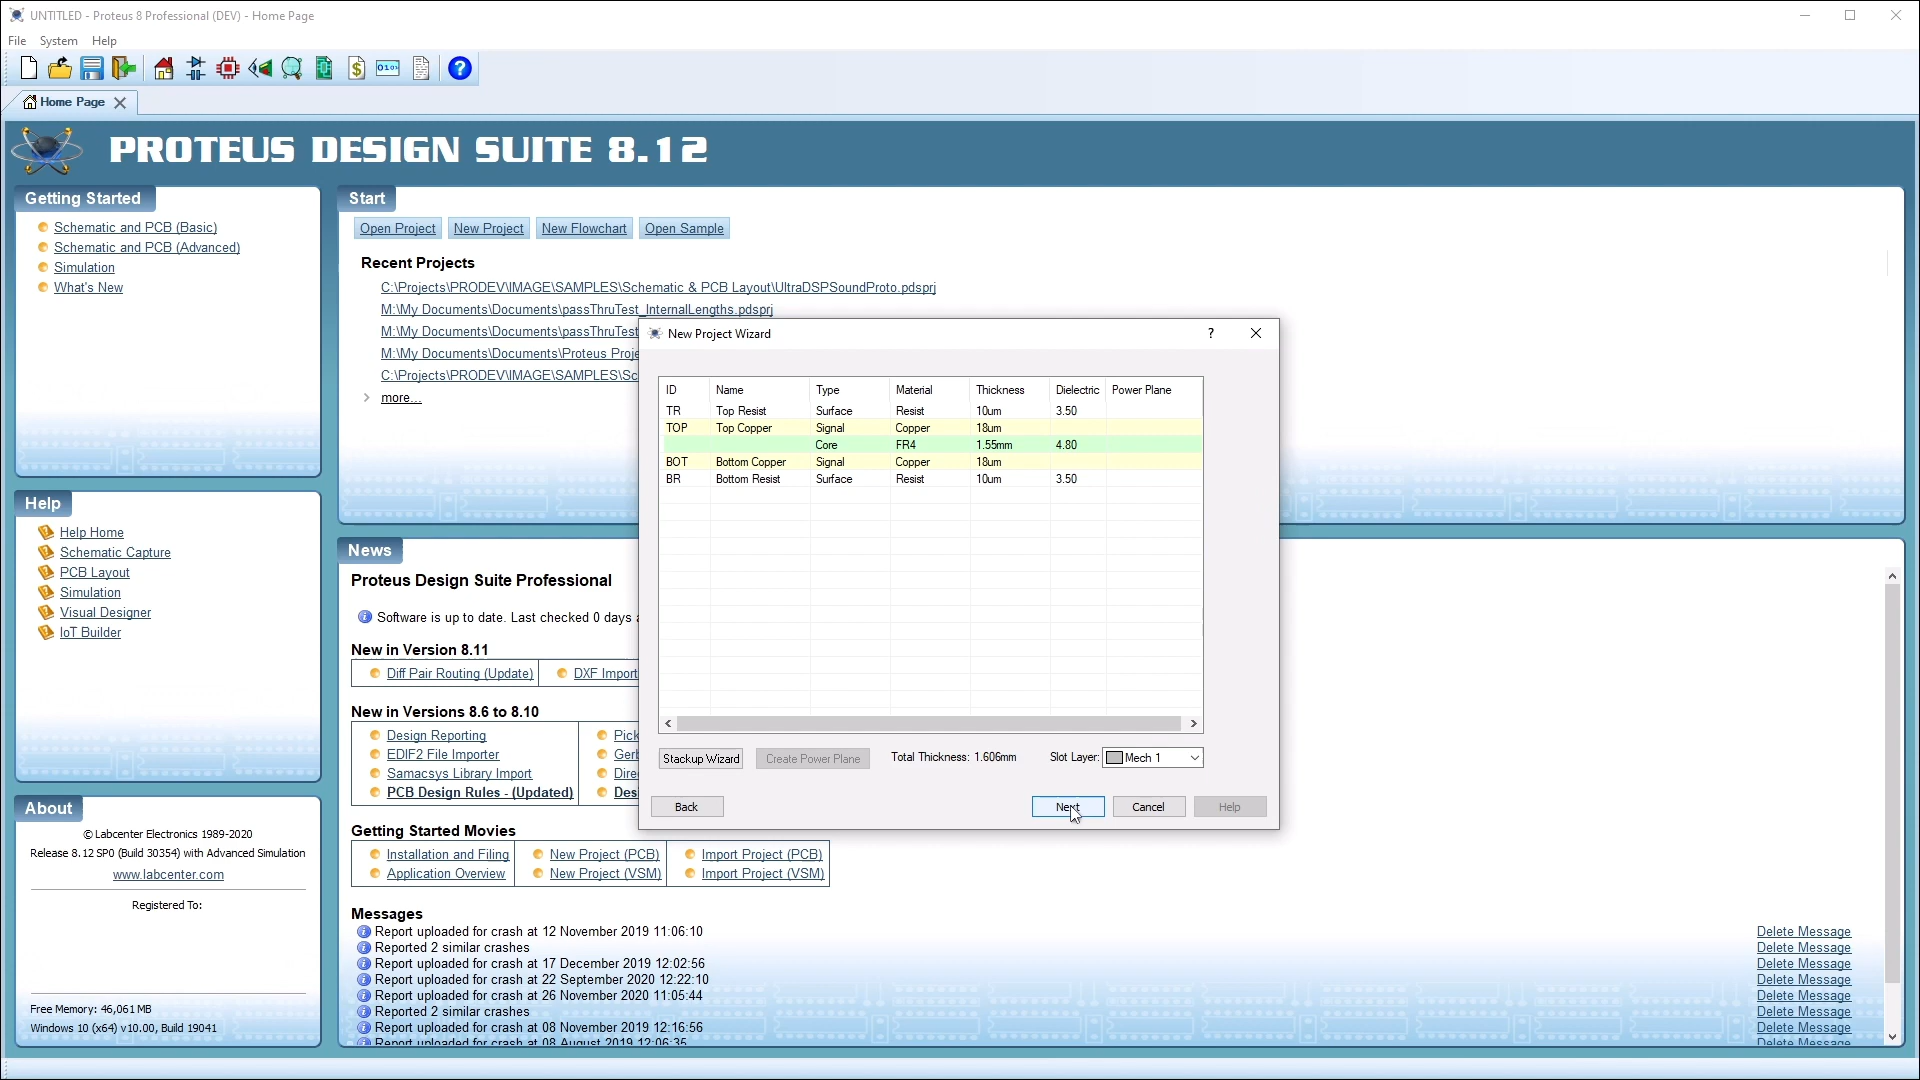 UNTITLED - Proteus 8 Professional (DEV) - Home Page
File System Help
Home Page
PROTEUS DESIGN SUITE 8.12
Getting Started
Schematic and PCB (Basic)
Schematic and PCB (Advanced)
Simulation
What's New
Help
Help Home
Schematic Capture
PCB Layout
Simulation
Visual Designer
IoT Builder
About
© Labcenter Electronics 1989-2020
Release 8.12 SP0 (Build 30354) with Advanced Simulation
www.labcenter.com
Registered To:
Free Memory: 46,061 MB
Windows 10 (x64) v10.00, Build 19041
Start
Open Project New Project New Flowchart Open Sample
Recent Projects
C:\Projects\PRODEV\IMAGE\SAMPLES\Schematic & PCB Layout\UltraDSPSoundProto.pdsprj
M:\My Documents\Documents\passThruTest_InternalLengths.pdsprj
M:\My Documents\Documents\passThruTest
M:\My Documents\Documents\Proteus Proje
C:\Projects\PRODEV\IMAGE\SAMPLES\Sc
more...
News
Proteus Design Suite Professional
Software is up to date. Last checked 0 days
New in Version 8.11
Diff Pair Routing (Update) DXF Import
New in Versions 8.6 to 8.10
Design Reporting Pick
EDIF2 File Importer Gerb
Samacsys Library Import Direc
PCB Design Rules - (Updated) Desi
Getting Started Movies
Installation and Filing New Project (PCB) Import Project (PCB)
Application Overview New Project (VSM) Import Project (VSM)
Messages
Report uploaded for crash at 12 November 2019 11:06:10 Delete Message
Reported 2 similar crashes Delete Message
Report uploaded for crash at 17 December 2019 12:02:56 Delete Message
Report uploaded for crash at 22 September 2020 12:22:10 Delete Message
Report uploaded for crash at 26 November 2020 11:05:44 Delete Message
Reported 2 similar crashes Delete Message
Report uploaded for crash at 08 November 2019 12:16:56 Delete Message
Report uploaded for crash at 08 August 2019 12:06:35 Delete Message
New Project Wizard
ID Name Type Material Thickness Dielectric Power Plane
TR Top Resist Surface Resist 10um 3.50
TOP Top Copper Signal Copper 18um
Core FR4 1.55mm 4.80
BOT Bottom Copper Signal Copper 18um
BR Bottom Resist Surface Resist 10um 3.50
Stackup Wizard Create Power Plane Total Thickness: 1.606mm Slot Layer: Mech 1
Back Next Cancel Help